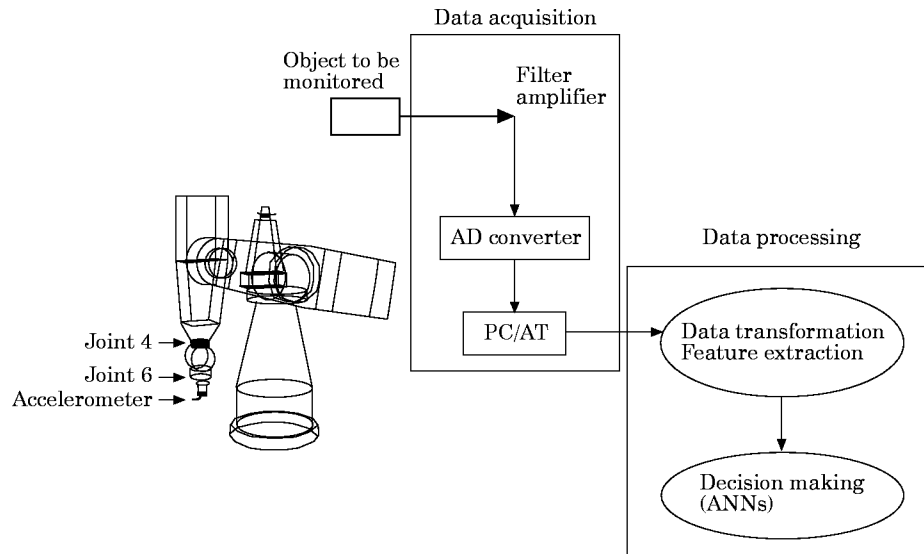 Data acquisition
Object to be
monitored
Filter
amplifier
AD converter
Data processing
PC/AT
Data transformation
Feature extraction
Joint 4
Joint 6
Accelerometer
Decision making
(ANNs)